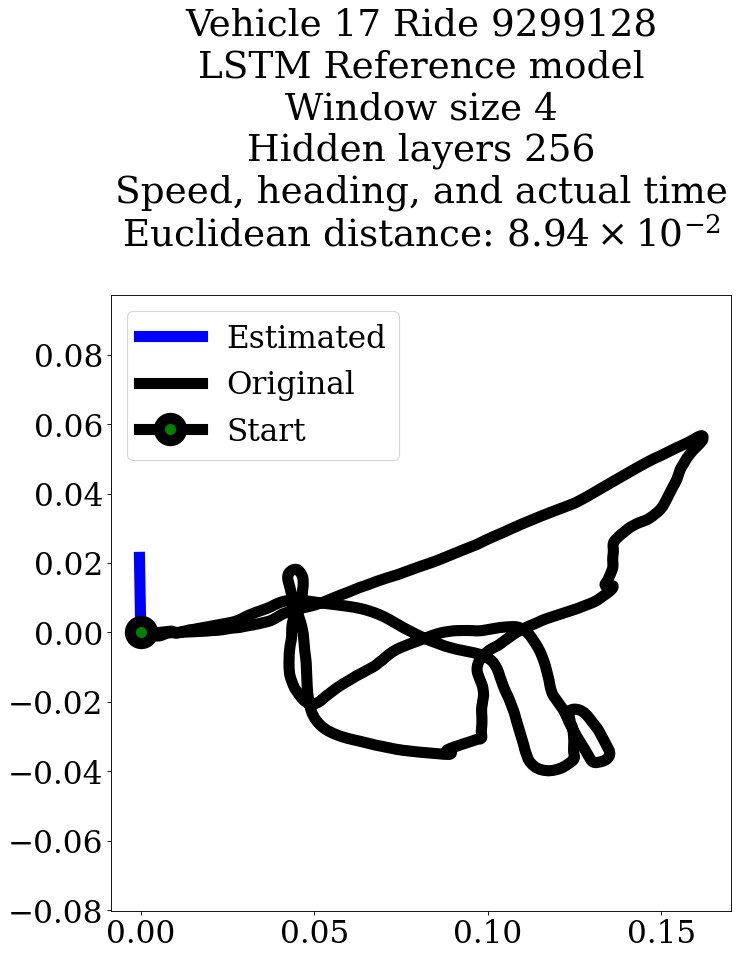 Vehicle 17 Ride 9299128
LSTM Reference model
Window size 4
Hidden layers 256
Speed, heading, and actual time
Euclidean distance: 8.94 × 10⁻²
Estimated
Original
Start
0.08
0.06
0.04
0.02
0.00
−0.02
−0.04
−0.06
−0.08
0.00 0.05 0.10 0.15